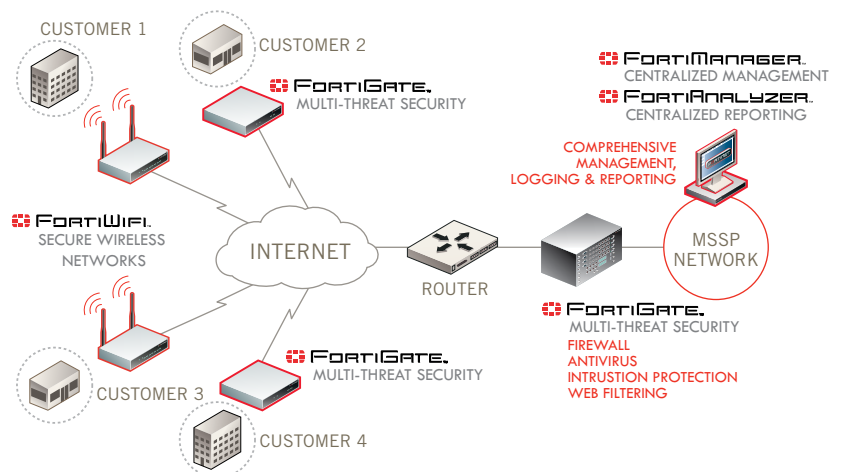 CUSTOMER 1
CUSTOMER 2
FORTIGATE
MULTI-THREAT SECURITY
FORTIMANAGER
CENTRALIZED MANAGEMENT
FORTIANALYZER
CENTRALIZED REPORTING
COMPREHENSIVE
MANAGEMENT,
LOGGING & REPORTING
FORTIWIFI
SECURE WIRELESS
NETWORKS
INTERNET
ROUTER
MSSP
NETWORK
FORTIGATE
MULTI-THREAT SECURITY
FIREWALL
ANTIVIRUS
INTRUSION PROTECTION
WEB FILTERING
FORTIGATE
MULTI-THREAT SECURITY
CUSTOMER 3
CUSTOMER 4